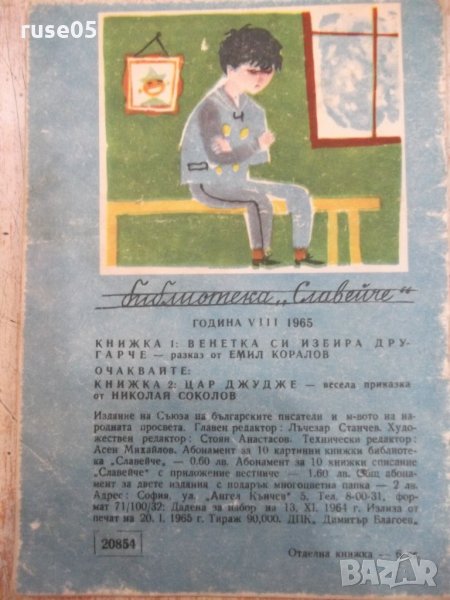 ruse05
библиотека „Славейче“
ГОДИНА VIII 1965
КНИЖКА 1: ВЕНЕТКА СИ ИЗБИРА ДРУ-
ГАРЧЕ — разказ от ЕМИЛ КОРАЛОВ
ОЧАКВАЙТЕ:
КНИЖКА 2: ЦАР ДЖУДЖЕ — весела приказка
от НИКОЛАЙ СОКОЛОВ
Издание на Съюза на българските писатели и м-вото на на-
родната просвета. Главен редактор: Лъчезар Станчев. Худо-
жествен редактор: Стоян Анастасов. Технически редактор:
Асен Михайлов. Абонамент за 10 картинни книжки библиоте-
ка „Славейче“ — 0.60 лв. Абонамент за 10 книжки списание
„Славейче“ с приложение вестниче — 1.60 лв. Общ абона-
мент за двете издания с подарък многоцветна папка — 2 лв.
Адрес: София, ул. „Ангел Кънчев“ 5. Тел. 8-00-31, фор-
мат 71/100/32: Дадена за набор на 13. XI. 1964 г. Излиза от
печат на 20. 1. 1965 г. Тираж 90,000. ДПК „Димитър Благоев“
20854
Отделна книжка —
BAZAR
bg